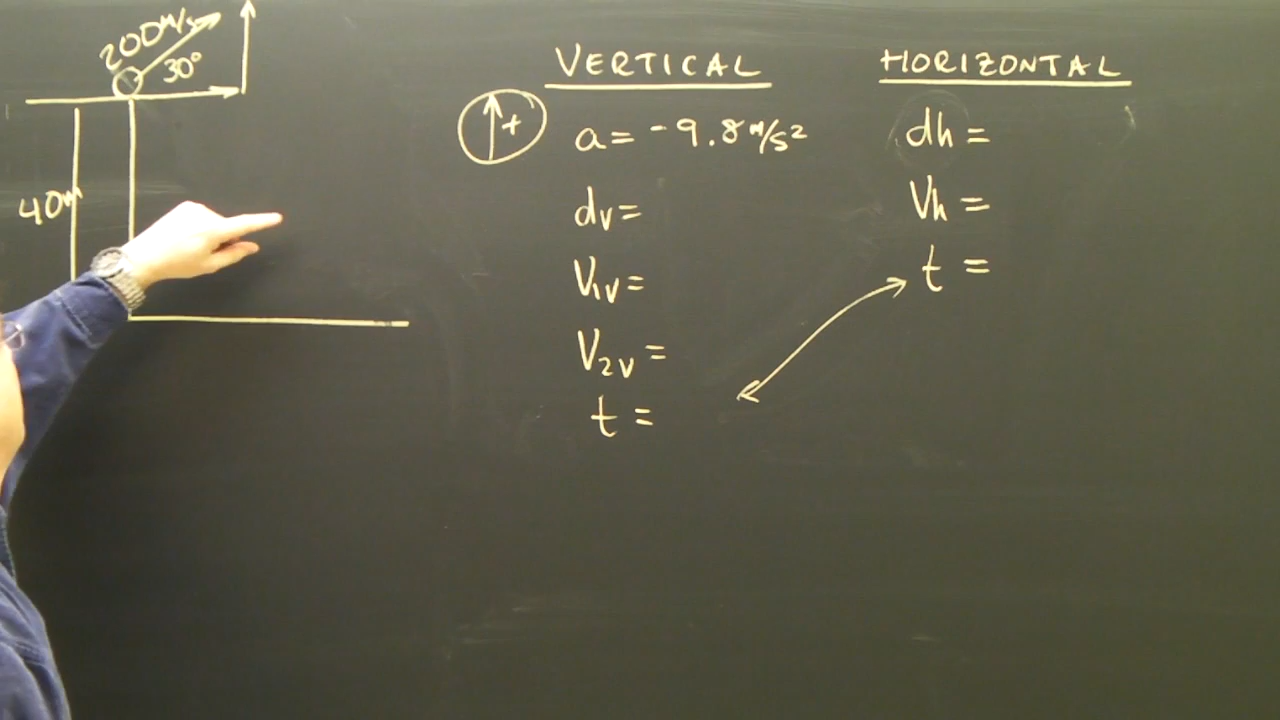 200m/s
30°
40m
VERTICAL
+
a = -9.8 m/s²
dv =
V1v =
V2v =
t =
HORIZONTAL
dh =
Vh =
t =